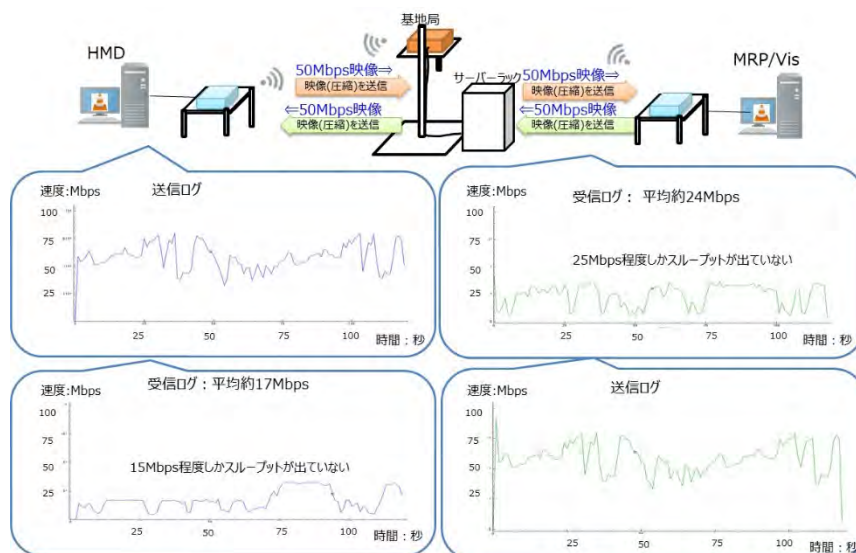 基地局
HMD
MRP/Vis
サーバーラック
50Mbps映像⇒
映像(圧縮)を送信
⇐50Mbps映像
映像(圧縮)を送信
50Mbps映像⇒
映像(圧縮)を送信
⇐50Mbps映像
映像(圧縮)を送信
速度:Mbps
送信ログ
100
75
50
25
25
50
75
100
時間：秒
速度:Mbps
受信ログ： 平均約24Mbps
25Mbps程度しかスループットが出ていない
100
75
50
25
25
50
75
100
時間：秒
速度:Mbps
受信ログ：平均約17Mbps
15Mbps程度しかスループットが出ていない
100
75
50
25
25
50
75
100
時間：秒
速度:Mbps
送信ログ
100
75
50
25
25
50
75
100
時間：秒